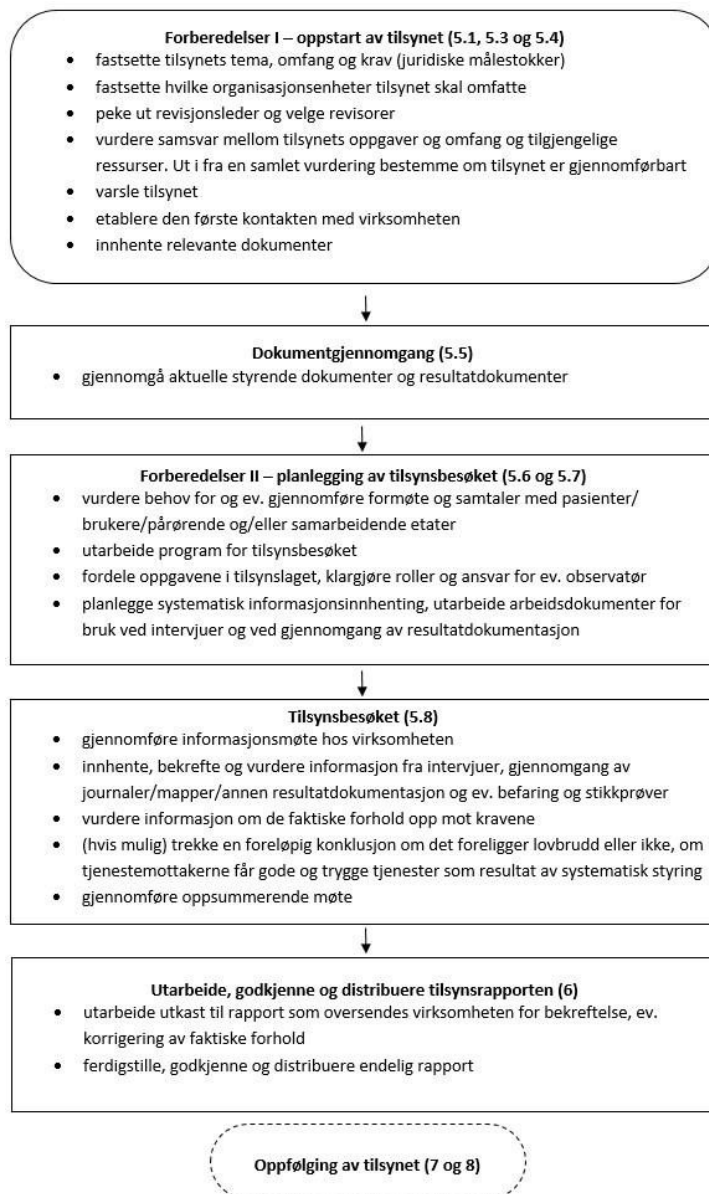 Forberedelser I – oppstart av tilsynet (5.1, 5.3 og 5.4)
• fastsette tilsynets tema, omfang og krav (juridiske målestokker)
• fastsette hvilke organisasjonsenheter tilsynet skal omfatte
• peke ut revisjonsleder og velge revisorer
• vurdere samsvar mellom tilsynets oppgaver og omfang og tilgjengelige
ressurser. Ut i fra en samlet vurdering bestemme om tilsynet er gjennomførbart
• varsle tilsynet
• etablere den første kontakten med virksomheten
• innhente relevante dokumenter
Dokumentgjennomgang (5.5)
• gjennomgå aktuelle styrende dokumenter og resultatdokumenter
Forberedelser II – planlegging av tilsynsbesøket (5.6 og 5.7)
• vurdere behov for og ev. gjennomføre formøte og samtaler med pasienter/
brukere/pårørende og/eller samarbeidende etater
• utarbeide program for tilsynsbesøket
• fordele oppgavene i tilsynslaget, klargjøre roller og ansvar for ev. observatør
• planlegge systematisk informasjonsinnhenting, utarbeide arbeidsdokumenter for
bruk ved intervjuer og ved gjennomgang av resultatdokumentasjon
Tilsynsbesøket (5.8)
• gjennomføre informasjonsmøte hos virksomheten
• innhente, bekrefte og vurdere informasjon fra intervjuer, gjennomgang av
journaler/mapper/annen resultatdokumentasjon og ev. befaring og stikkprøver
• vurdere informasjon om de faktiske forhold opp mot kravene
• (hvis mulig) trekke en foreløpig konklusjon om det foreligger lovbrudd eller ikke, om
tjenestemottakerne får gode og trygge tjenester som resultat av systematisk styring
• gjennomføre oppsummerende møte
Utarbeide, godkjenne og distribuere tilsynsrapporten (6)
• utarbeide utkast til rapport som oversendes virksomheten for bekreftelse, ev.
korrigering av faktiske forhold
• ferdigstille, godkjenne og distribuere endelig rapport
Oppfølging av tilsynet (7 og 8)